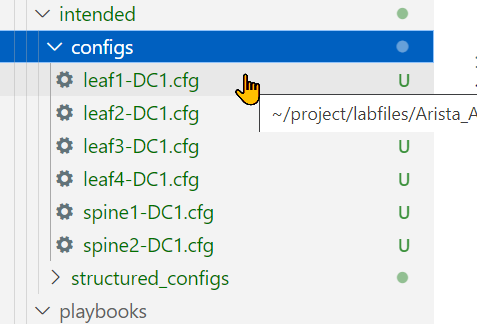 intended
configs
leaf1-DC1.cfg U
leaf2-DC1.cfg U
~/project/labfiles/Arista_A
leaf3-DC1.cfg U
leaf4-DC1.cfg U
spine1-DC1.cfg U
spine2-DC1.cfg U
structured_configs
playbooks